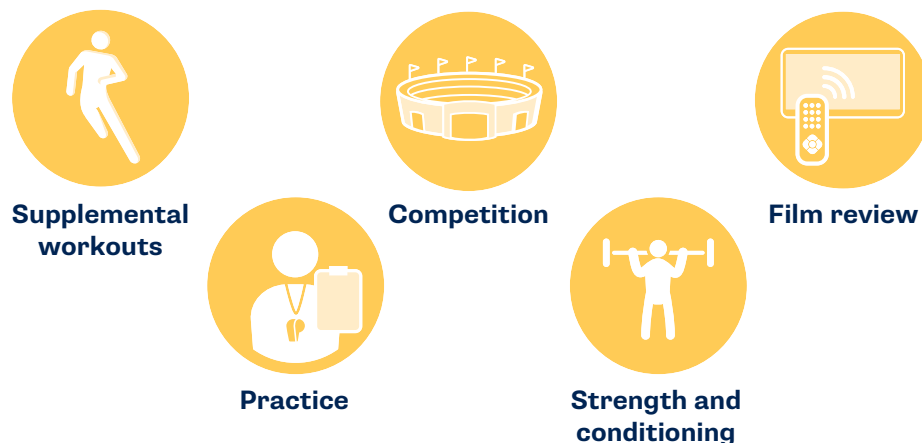 Supplemental
workouts
Competition
Film review
Practice
Strength and
conditioning